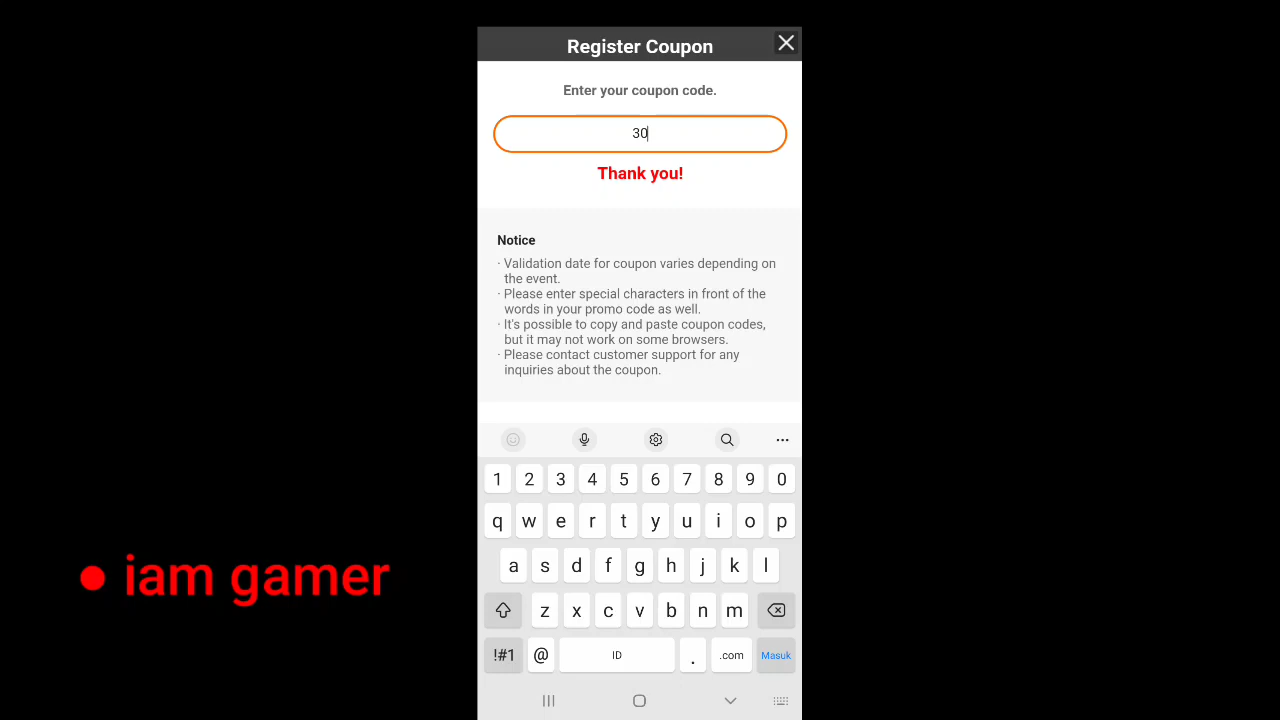 Register Coupon
Enter your coupon code.
30
Thank you!
Notice
· Validation date for coupon varies depending on
the event.
· Please enter special characters in front of the
words in your promo code as well.
· It's possible to copy and paste coupon codes,
but it may not work on some browsers.
· Please contact customer support for any
inquiries about the coupon.
1 2 3 4 5 6 7 8 9 0
q w e r t y u i o p
a s d f g h j k l
• iam gamer
z x c v b n m
!#1 @ ID . .com Masuk